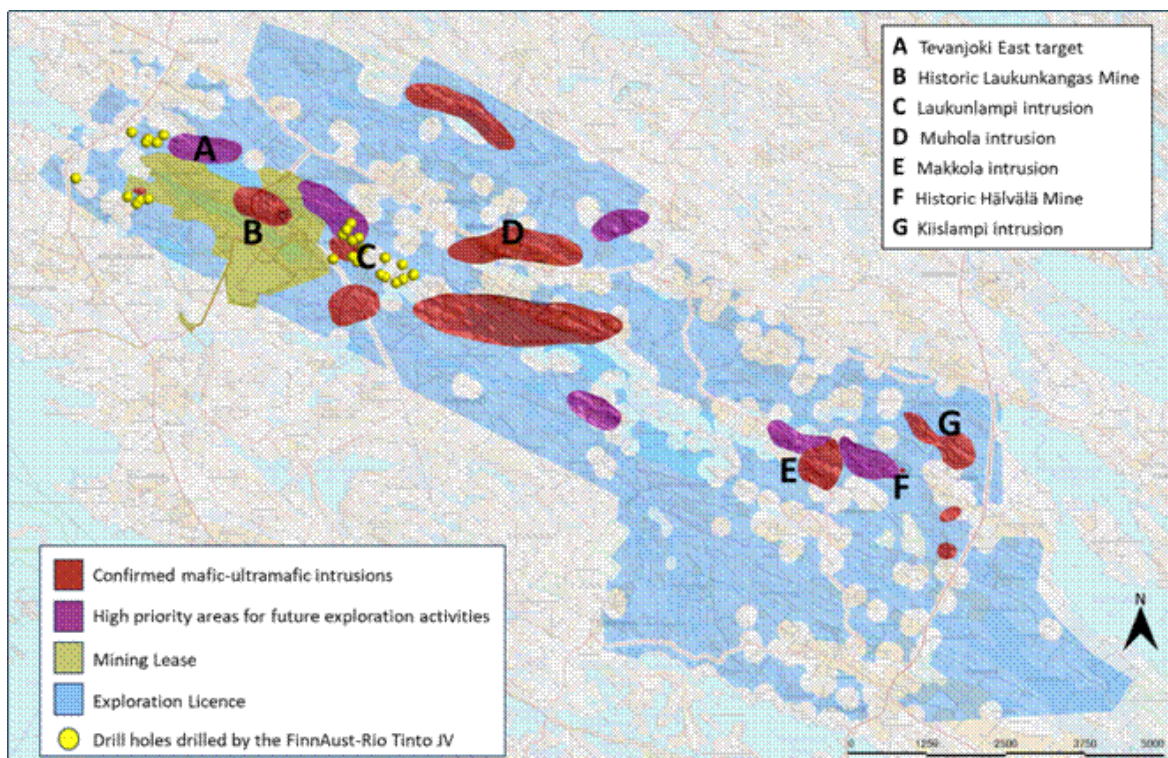 A Tevanjoki East target
B Historic Laukunkangas Mine
C Laukunlampi intrusion
D Muhola intrusion
E Makkola intrusion
F Historic Hälvälä Mine
G Kiislampi intrusion
A
B
C
D
E
F
G
Confirmed mafic-ultramafic intrusions
High priority areas for future exploration activities
Mining Lease
Exploration Licence
Drill holes drilled by the FinnAust-Rio Tinto JV
N
0 1250 2500 3750 5000